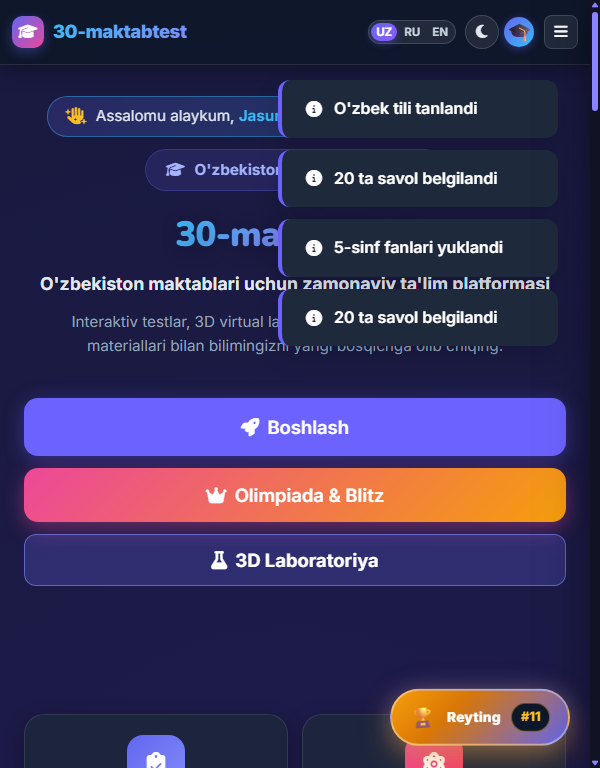 30-maktabtest
UZ RU EN
Assalomu alaykum, Jasur
O'zbekiston
O'zbek tili tanlandi
20 ta savol belgilandi
5-sinf fanlari yuklandi
20 ta savol belgilandi
30-ma
O'zbekiston maktablari uchun zamonaviy ta'lim platformasi
Interaktiv testlar, 3D virtual
materiallari bilan bilimingizni yangi bosqichga olib chiqing.
Boshlash
Olimpiada & Blitz
3D Laboratoriya
Reyting #11